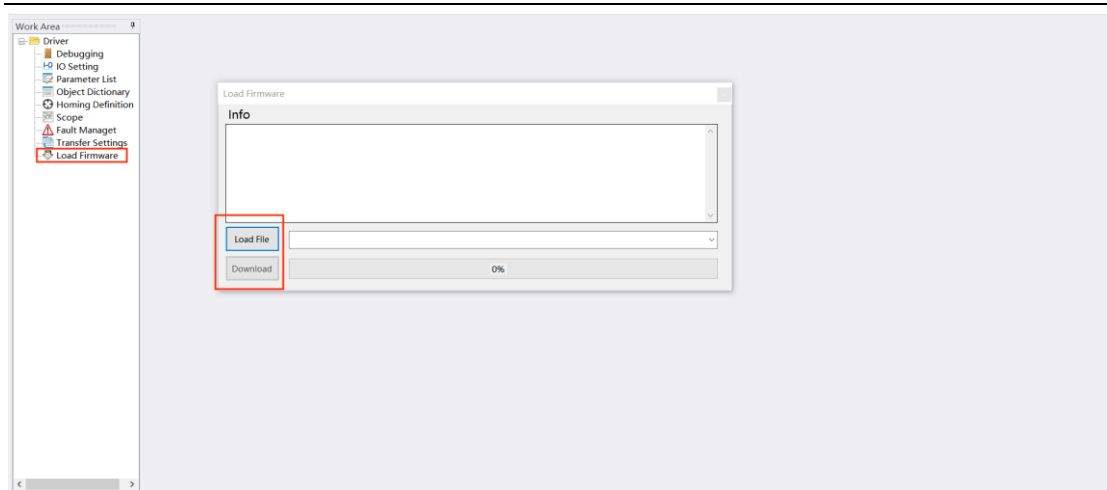 Work Area
Driver
Debugging
I-O IO Setting
Parameter List
Object Dictionary
Homing Definition
Scope
Fault Managet
Transfer Settings
Load Firmware
Load Firmware
Info
Load File
Download
0%